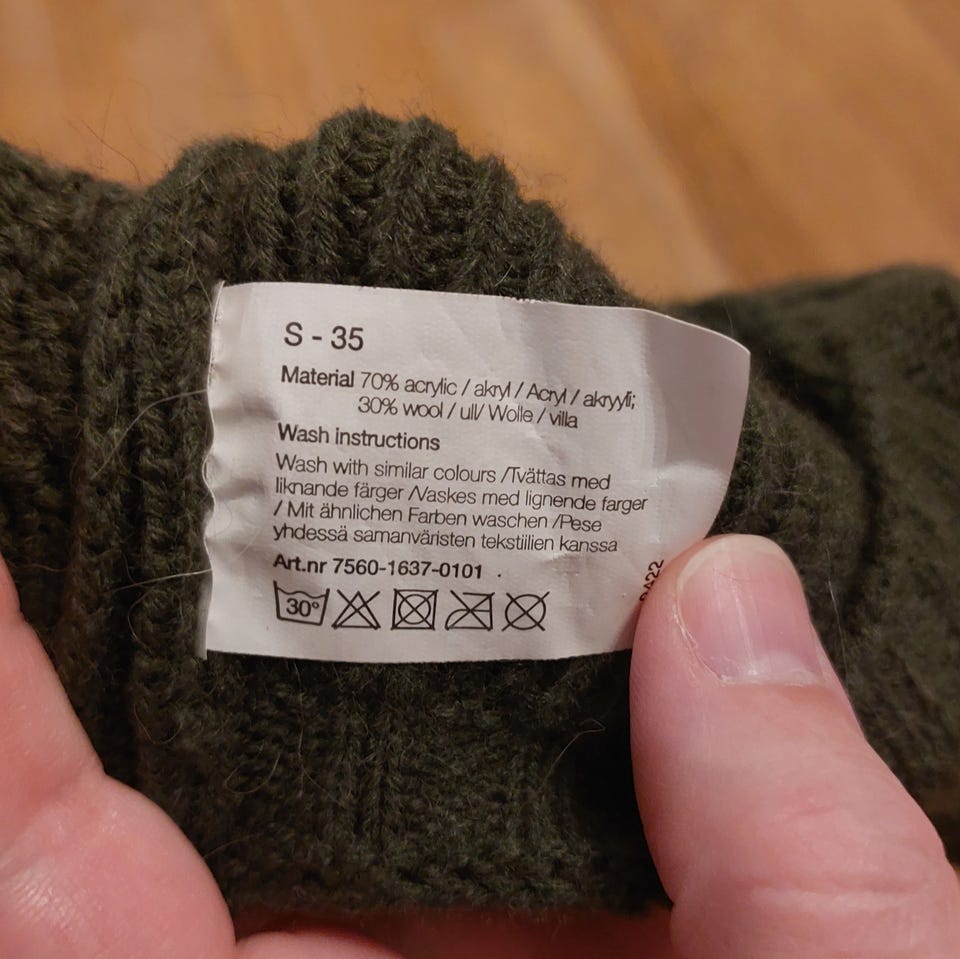 S - 35
Material 70% acrylic / akryl / Acryl / akryyli;
30% wool / ull/ Wolle / villa
Wash instructions
Wash with similar colours /Tvättas med
liknande färger /Vaskes med lignende farger
/ Mit ähnlichen Farben waschen /Pese
yhdessä samanväristen tekstiilien kanssa
Art.nr 7560-1637-0101
30°